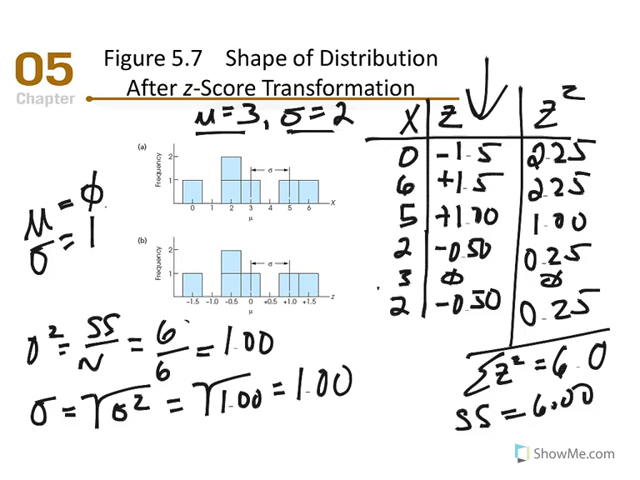 05
Chapter
Figure 5.7 Shape of Distribution
After z-Score Transformation
μ=3, σ=2
X Z Z²
0 -1.5 2.25
6 +1.5 2.25
5 +1.00 1.00
2 -0.50 0.25
3 ϕ ϕ
2 -0.50 0.25
Σz² = 6.0
SS = 6.00
μ = ϕ
σ = 1
(a)
Frequency
2
1
σ
0 1 2 3 4 5 6 X
μ
(b)
Frequency
2
1
σ
-1.5 -1.0 -0.5 0 +0.5 +1.0 +1.5 z
μ
σ² = SS/N = 6/6 = 1.00
σ = √σ² = √1.00 = 1.00
ShowMe.com